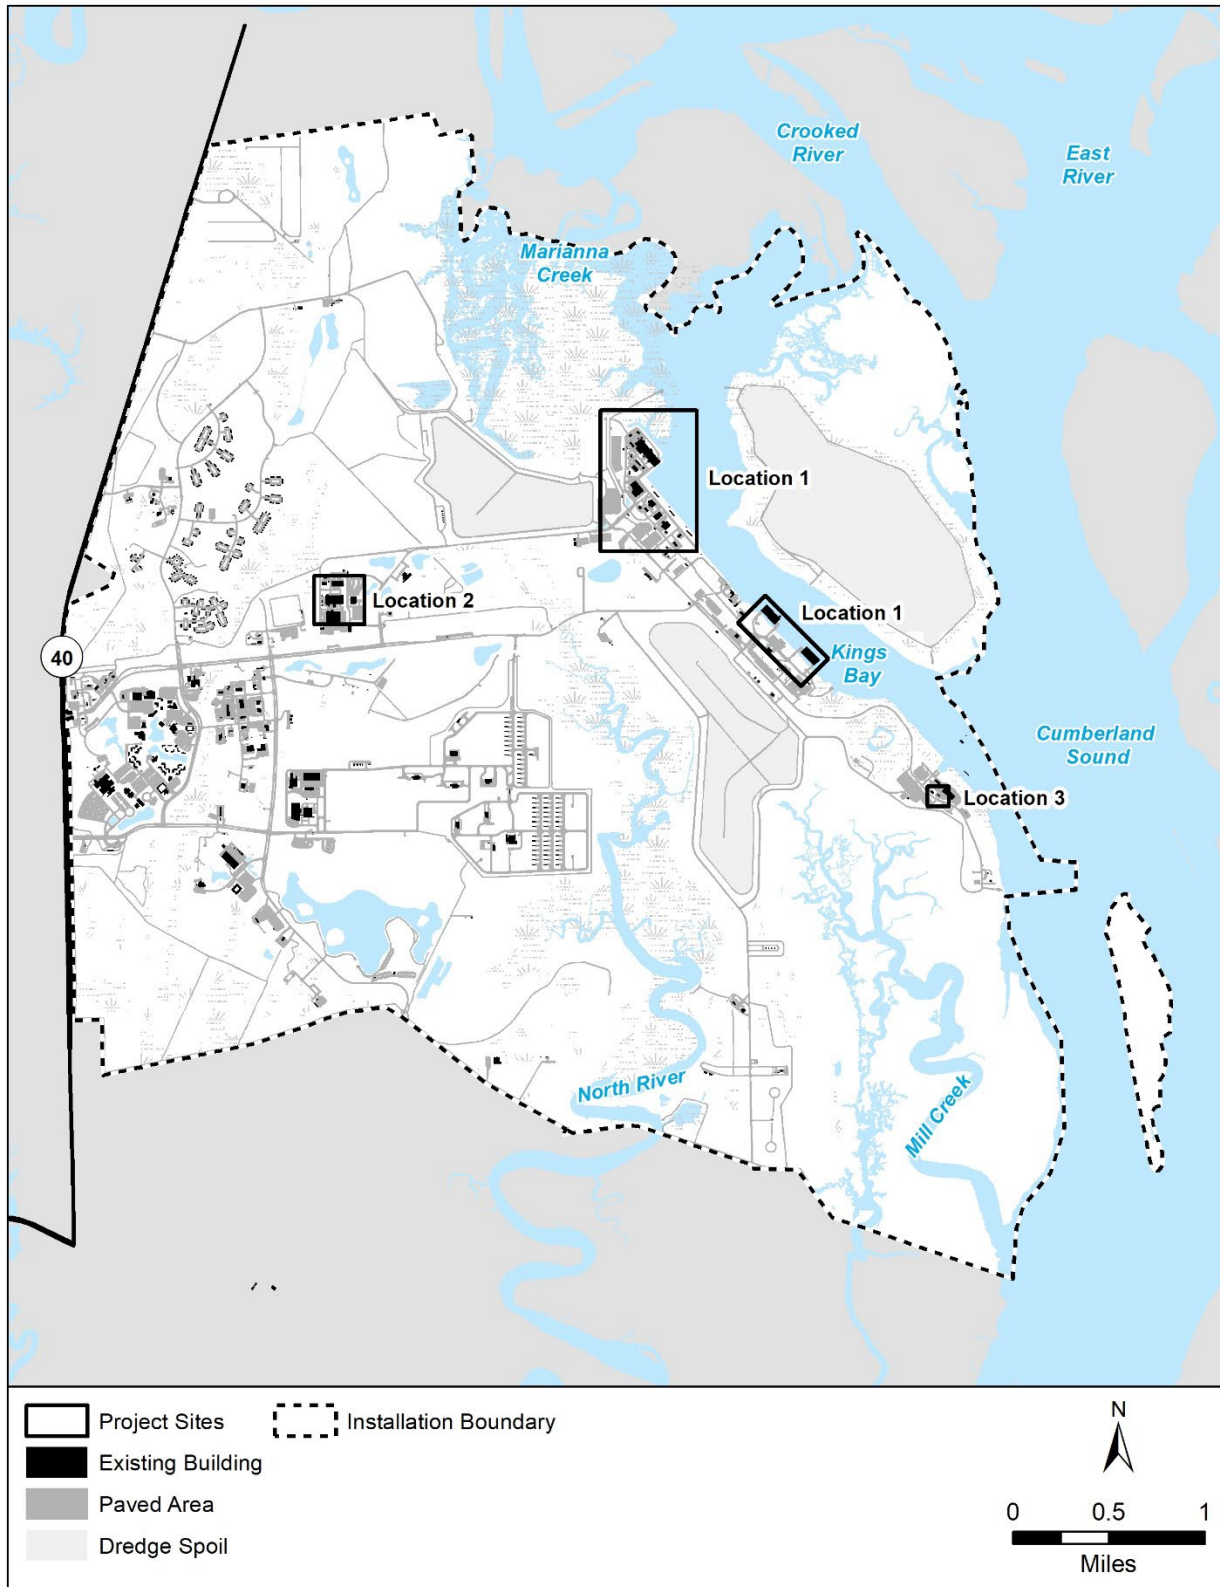 Crooked
River
East
River
Marianna
Creek
Location 1
Location 2
Location 1
40
Kings
Bay
Cumberland
Sound
Location 3
North River
Mill Creek
Project Sites
Installation Boundary
Existing Building
Paved Area
Dredge Spoil
N
0 0.5 1
Miles